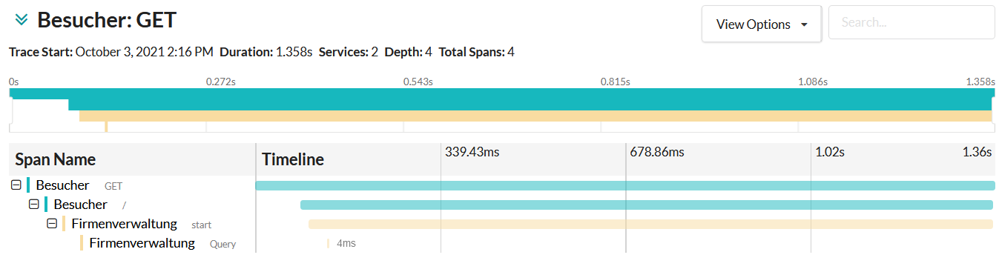 Besucher: GET
View Options
Search...
Trace Start: October 3, 2021 2:16 PM Duration: 1.358s Services: 2 Depth: 4 Total Spans: 4
0s 0.272s 0.543s 0.815s 1.086s 1.358s
Span Name Timeline 339.43ms 678.86ms 1.02s 1.36s
Besucher GET
Besucher /
Firmenverwaltung start
Firmenverwaltung Query 4ms